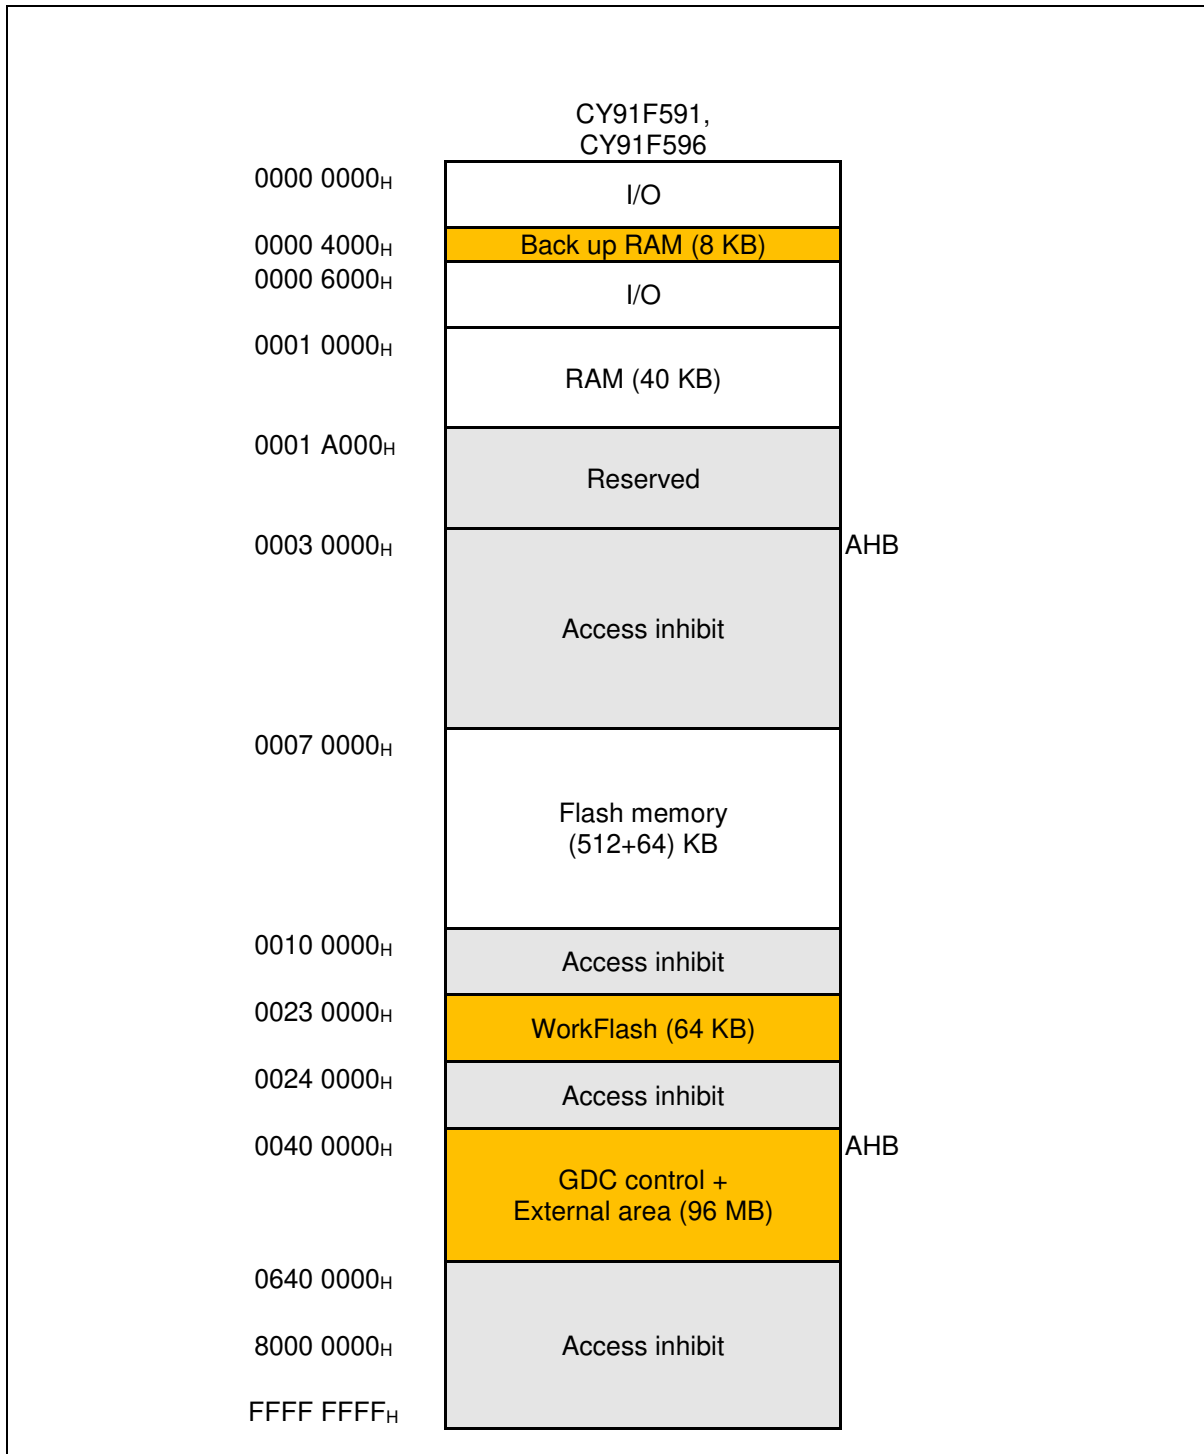 CY91F591,
CY91F596
0000 0000H
I/O
0000 4000H
Back up RAM (8 KB)
0000 6000H
I/O
0001 0000H
RAM (40 KB)
0001 A000H
Reserved
0003 0000H
AHB
Access inhibit
0007 0000H
Flash memory
(512+64) KB
0010 0000H
Access inhibit
0023 0000H
WorkFlash (64 KB)
0024 0000H
Access inhibit
0040 0000H
AHB
GDC control +
External area (96 MB)
0640 0000H
8000 0000H
Access inhibit
FFFF FFFFH